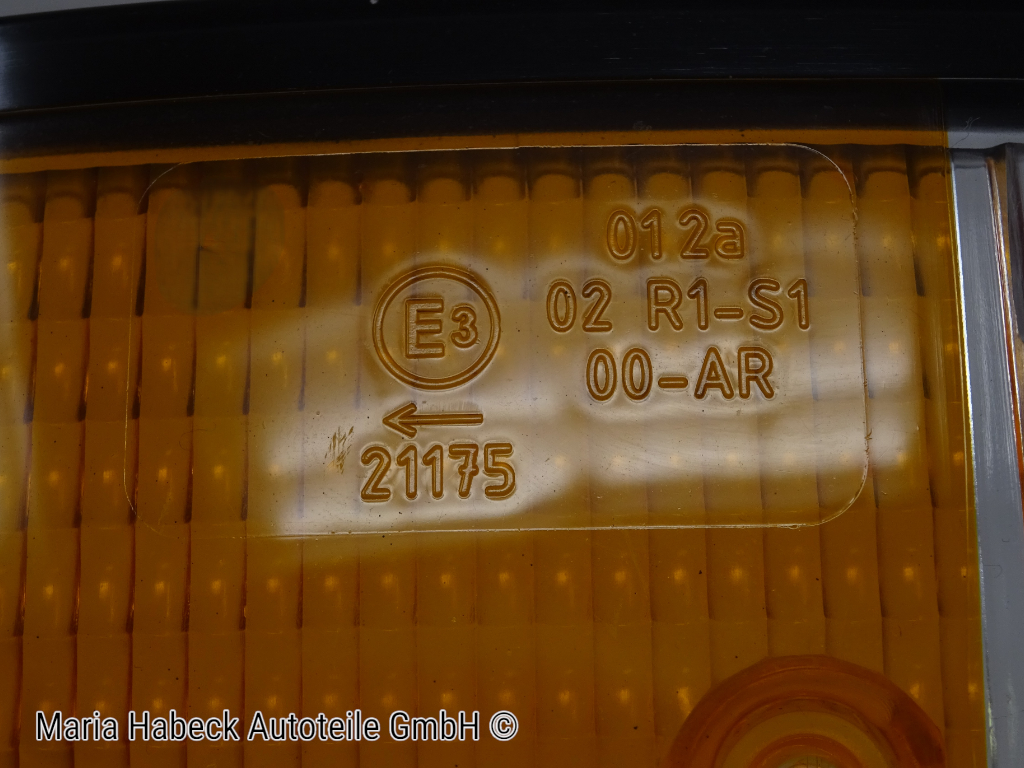 01 2a
02 R1-S1
00-AR
E3
←
21175
Maria Habeck Autoteile GmbH ©